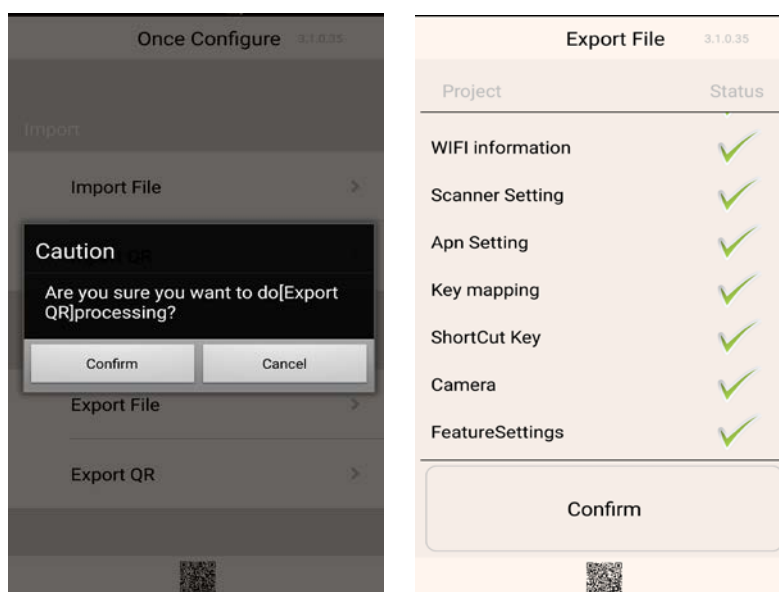 Once Configure 3.1.0.35
Import
Import File
QR
Caution
Are you sure you want to do[Export
QR]processing?
Confirm Cancel
Export File
Export QR
Export File 3.1.0.35
Project Status
WIFI information
Scanner Setting
Apn Setting
Key mapping
ShortCut Key
Camera
FeatureSettings
Confirm